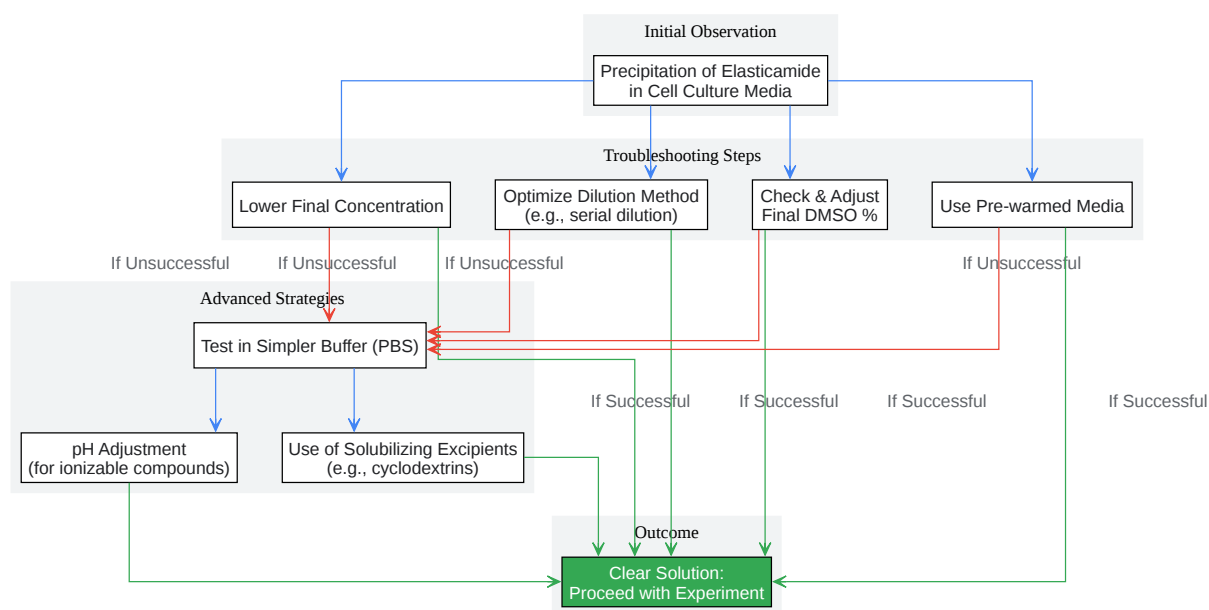 Initial Observation
Precipitation of Elasticamide
in Cell Culture Media
Troubleshooting Steps
Lower Final Concentration
Optimize Dilution Method
(e.g., serial dilution)
Check & Adjust
Final DMSO %
Use Pre-warmed Media
If Unsuccessful
If Unsuccessful
If Unsuccessful
If Unsuccessful
Advanced Strategies
Test in Simpler Buffer (PBS)
If Successful
If Successful
If Successful
If Successful
pH Adjustment
(for ionizable compounds)
Use of Solubilizing Excipients
(e.g., cyclodextrins)
Outcome
Clear Solution:
Proceed with Experiment